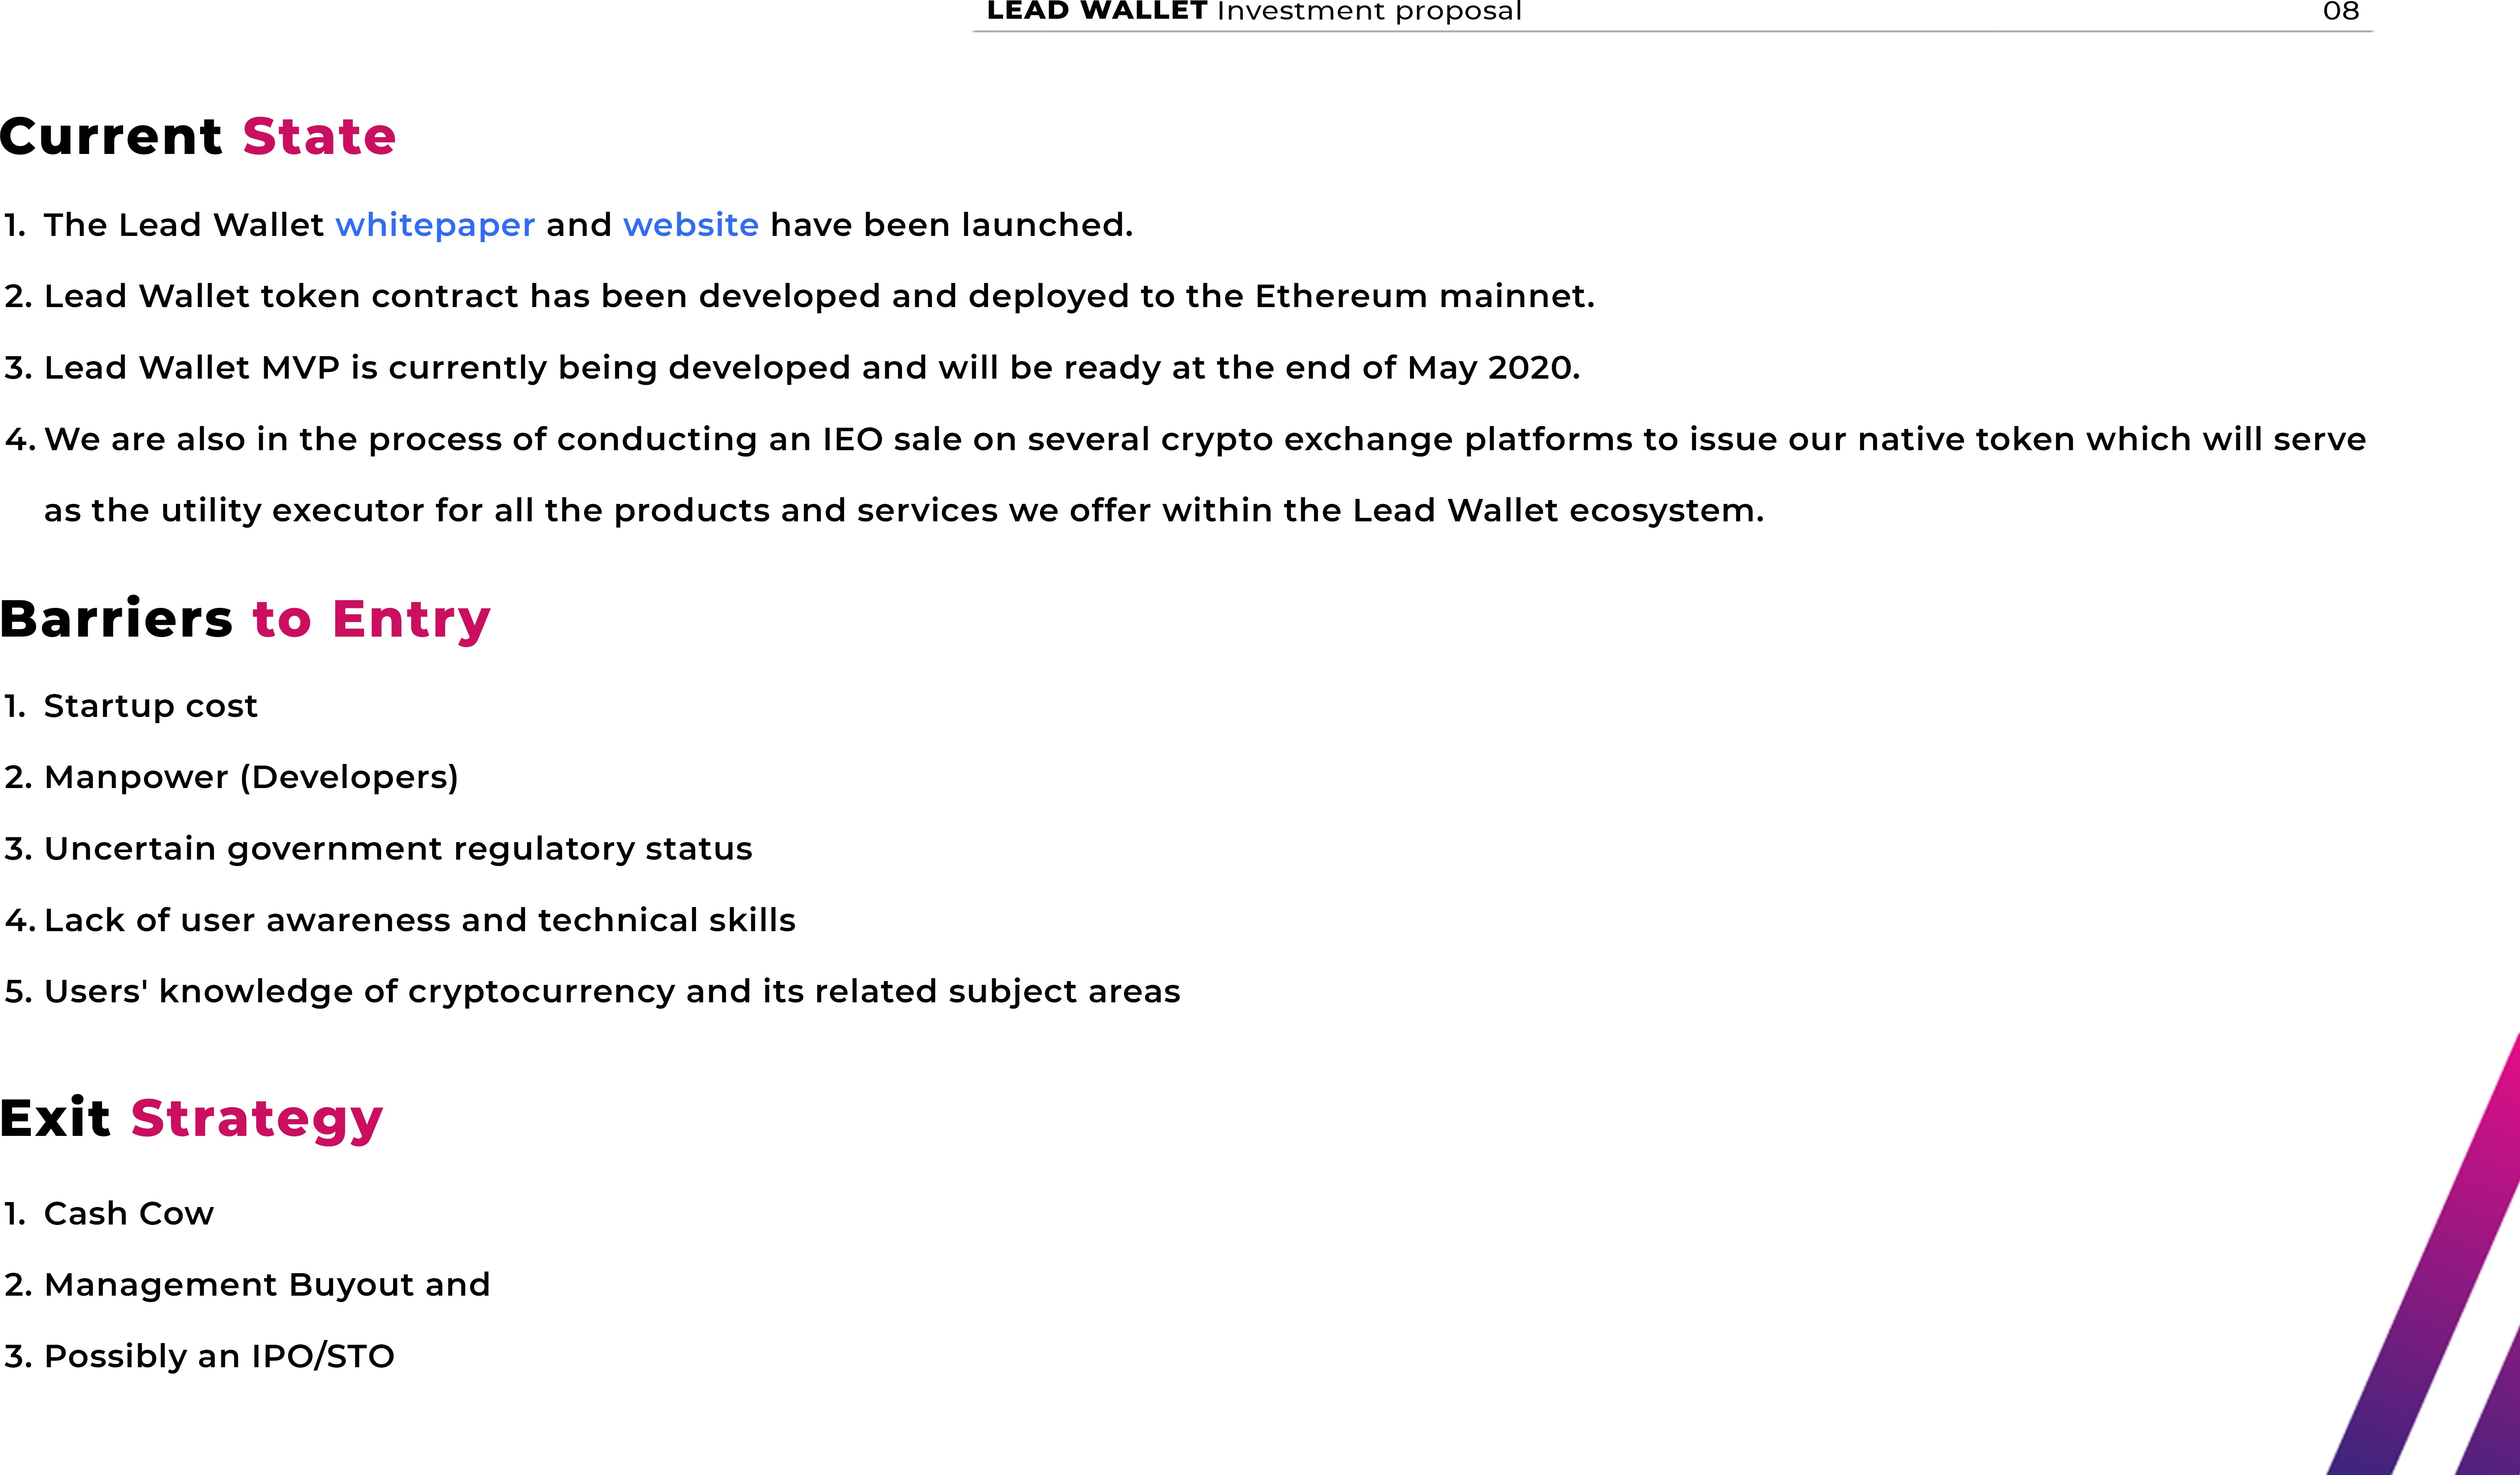 LEAD WALLET Investment proposal 08
Current State
1. The Lead Wallet whitepaper and website have been launched.
2. Lead Wallet token contract has been developed and deployed to the Ethereum mainnet.
3. Lead Wallet MVP is currently being developed and will be ready at the end of May 2020.
4. We are also in the process of conducting an IEO sale on several crypto exchange platforms to issue our native token which will serve
as the utility executor for all the products and services we offer within the Lead Wallet ecosystem.
Barriers to Entry
1. Startup cost
2. Manpower (Developers)
3. Uncertain government regulatory status
4. Lack of user awareness and technical skills
5. Users' knowledge of cryptocurrency and its related subject areas
Exit Strategy
1. Cash Cow
2. Management Buyout and
3. Possibly an IPO/STO